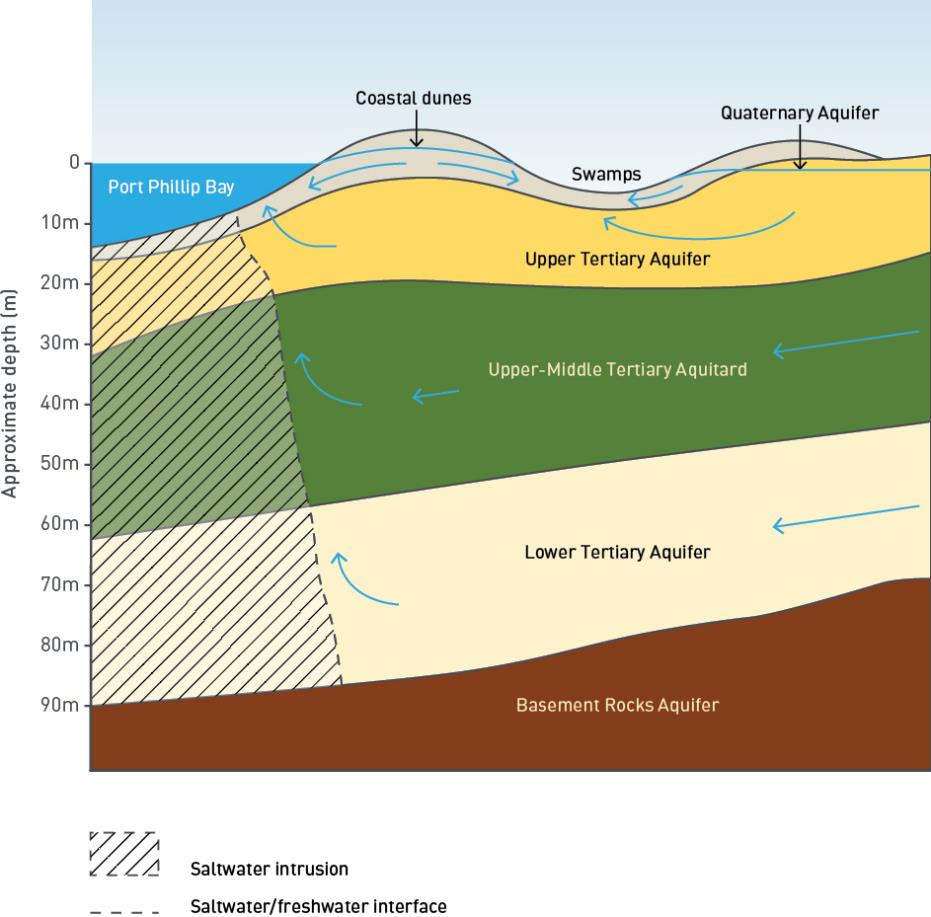 Coastal dunes
Quaternary Aquifer
0
Port Phillip Bay
Swamps
10m
Upper Tertiary Aquifer
20m
30m
Upper-Middle Tertiary Aquitard
40m
50m
60m
Lower Tertiary Aquifer
70m
80m
90m
Basement Rocks Aquifer
Approximate depth (m)
Saltwater intrusion
Saltwater/freshwater interface